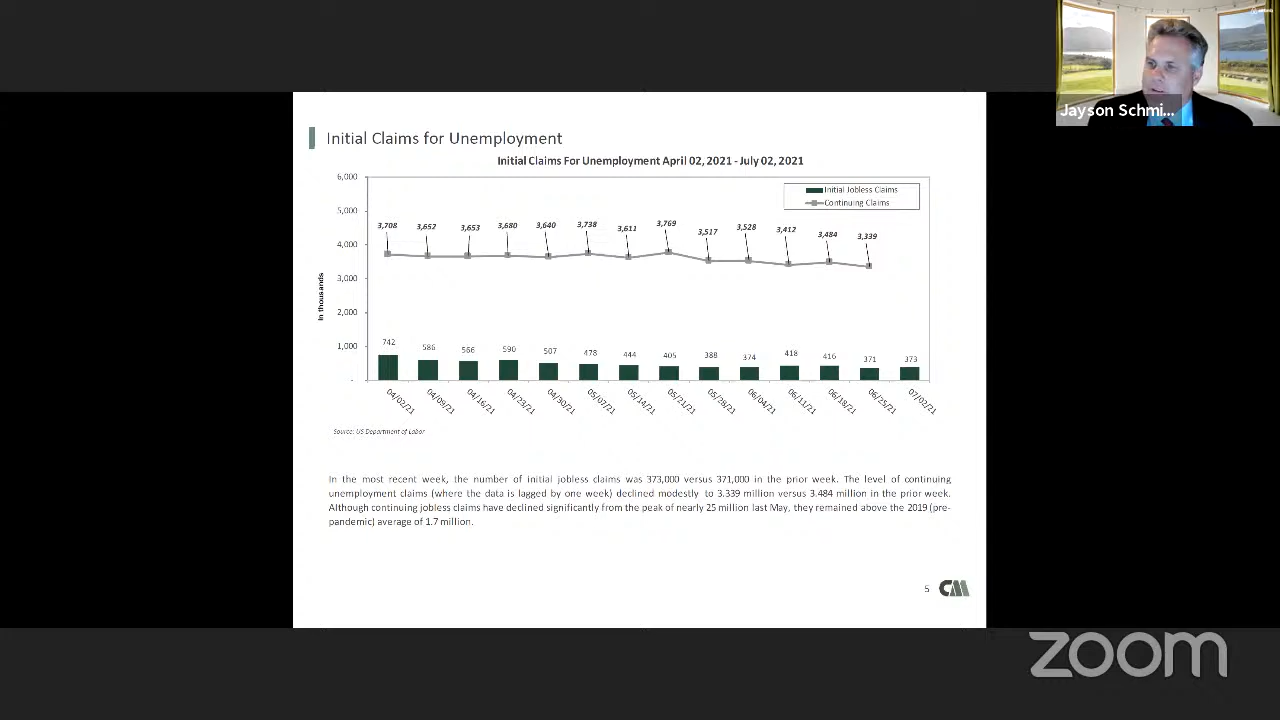 Jayson Schmi...
Initial Claims for Unemployment
Initial Claims For Unemployment April 02, 2021 - July 02, 2021
Initial Jobless Claims
Continuing Claims
6,000
5,000
4,000
3,000
2,000
1,000
-
In thousands
3,708 3,652 3,653 3,680 3,640 3,738 3,611 3,769 3,517 3,528 3,412 3,484 3,339
742 586 566 590 507 478 444 405 388 374 418 416 371 373
04/02/21 04/09/21 04/16/21 04/23/21 04/30/21 05/07/21 05/14/21 05/21/21 05/28/21 06/04/21 06/11/21 06/18/21 06/25/21 07/02/21
Source: US Department of Labor
In the most recent week, the number of initial jobless claims was 373,000 versus 371,000 in the prior week. The level of continuing
unemployment claims (where the data is lagged by one week) declined modestly to 3.339 million versus 3.484 million in the prior week.
Although continuing jobless claims have declined significantly from the peak of nearly 25 million last May, they remained above the 2019 (pre-
pandemic) average of 1.7 million.
5
CM
zoom